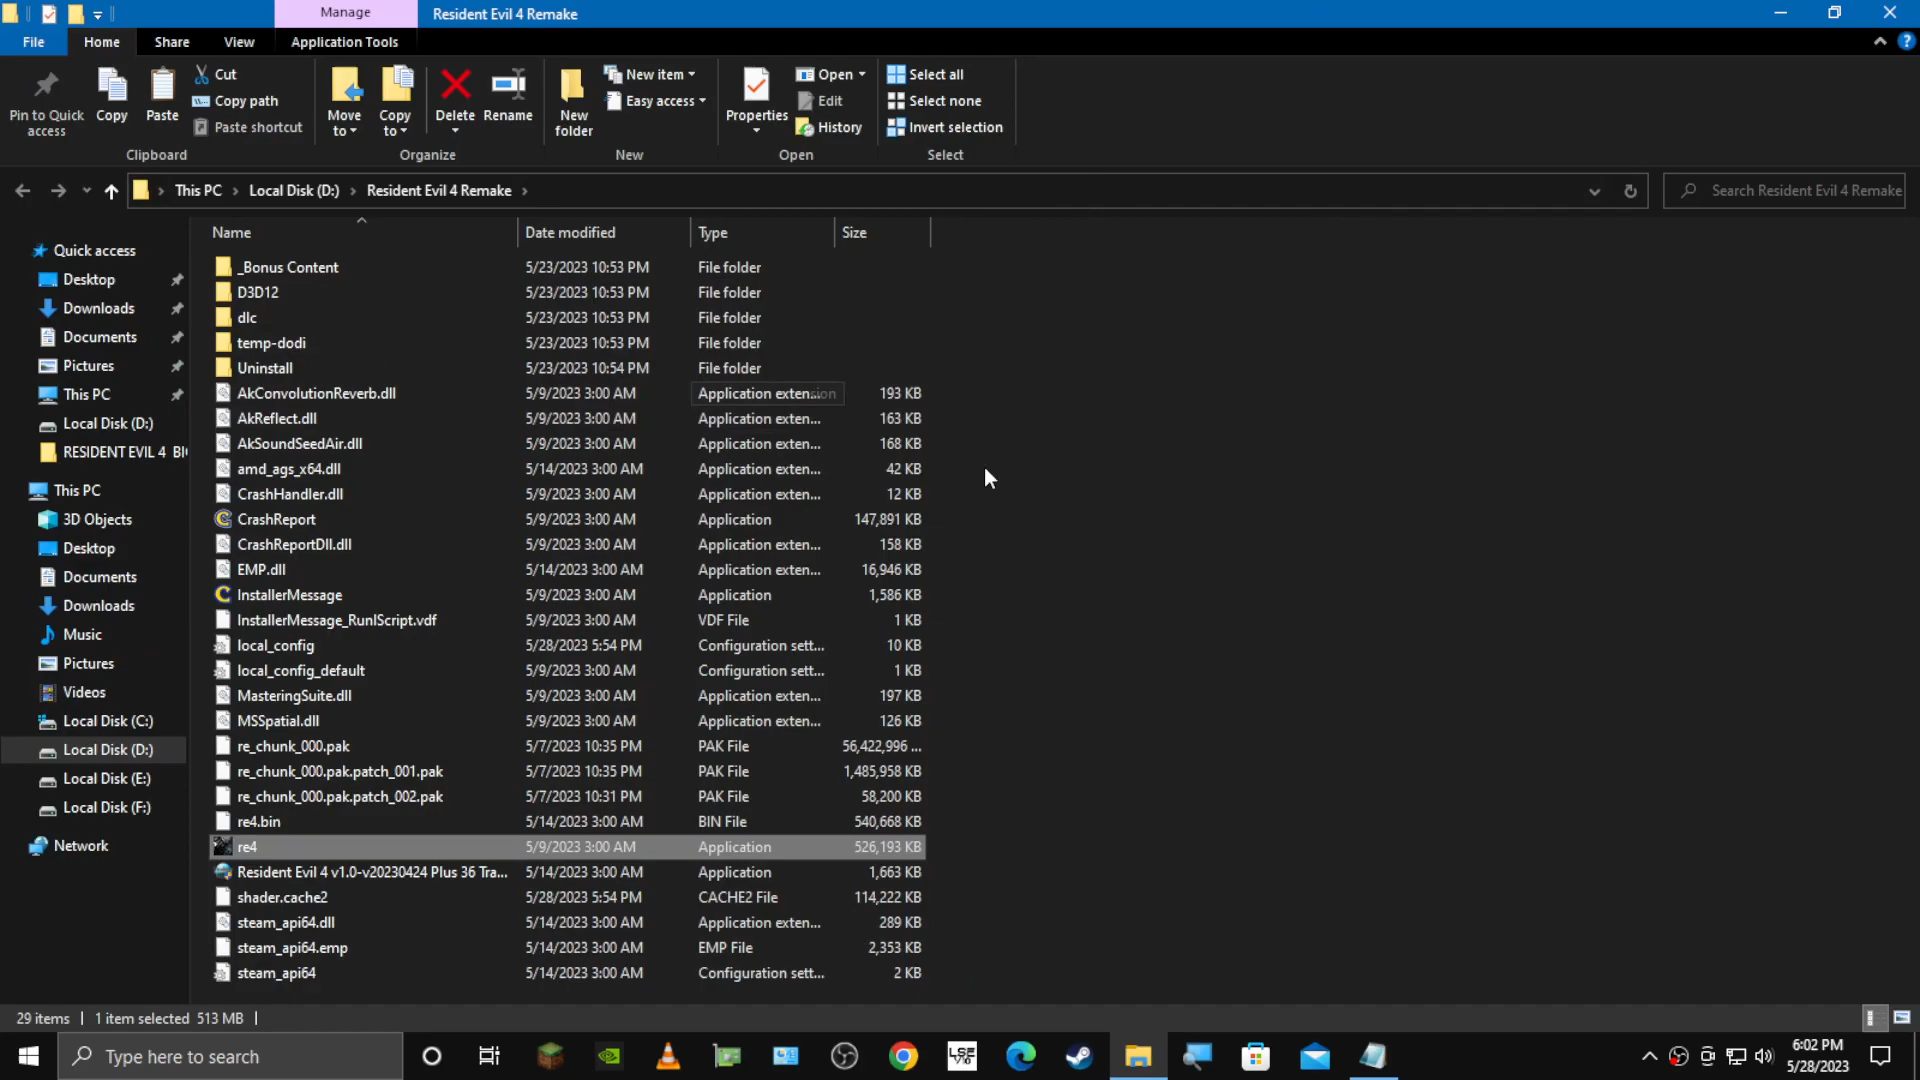 Manage
Resident Evil 4 Remake
File
Home
Share
View
Application Tools
Pin to Quick access
Copy
Paste
Cut
Copy path
Paste shortcut
Clipboard
Move to
Copy to
Delete
Rename
Organize
New folder
New item
Easy access
New
Properties
Open
Edit
History
Open
Select all
Select none
Invert selection
Select
This PC
Local Disk (D:)
Resident Evil 4 Remake
Search Resident Evil 4 Remake
Quick access
Desktop
Downloads
Documents
Pictures
This PC
Local Disk (D:)
RESIDENT EVIL 4
This PC
3D Objects
Desktop
Documents
Downloads
Music
Pictures
Videos
Local Disk (C:)
Local Disk (D:)
Local Disk (E:)
Local Disk (F:)
Network
Name Date modified Type Size
_Bonus Content 5/23/2023 10:53 PM File folder
D3D12 5/23/2023 10:53 PM File folder
dlc 5/23/2023 10:53 PM File folder
temp-dodi 5/23/2023 10:53 PM File folder
Uninstall 5/23/2023 10:54 PM File folder
AkConvolutionReverb.dll 5/9/2023 3:00 AM Application exten... 193 KB
AkReflect.dll 5/9/2023 3:00 AM Application exten... 163 KB
AkSoundSeedAir.dll 5/9/2023 3:00 AM Application exten... 168 KB
amd_ags_x64.dll 5/14/2023 3:00 AM Application exten... 42 KB
CrashHandler.dll 5/9/2023 3:00 AM Application exten... 12 KB
CrashReport 5/9/2023 3:00 AM Application 147,891 KB
CrashReportDll.dll 5/9/2023 3:00 AM Application exten... 158 KB
EMP.dll 5/14/2023 3:00 AM Application exten... 16,946 KB
InstallerMessage 5/9/2023 3:00 AM Application 1,586 KB
InstallerMessage_RunIScript.vdf 5/9/2023 3:00 AM VDF File 1 KB
local_config 5/28/2023 5:54 PM Configuration sett... 10 KB
local_config_default 5/9/2023 3:00 AM Configuration sett... 1 KB
MasteringSuite.dll 5/9/2023 3:00 AM Application exten... 197 KB
MSSpatial.dll 5/9/2023 3:00 AM Application exten... 126 KB
re_chunk_000.pak 5/7/2023 10:35 PM PAK File 56,422,996 ...
re_chunk_000.pak.patch_001.pak 5/7/2023 10:35 PM PAK File 1,485,958 KB
re_chunk_000.pak.patch_002.pak 5/7/2023 10:31 PM PAK File 58,200 KB
re4.bin 5/14/2023 3:00 AM BIN File 540,668 KB
re4 5/9/2023 3:00 AM Application 526,193 KB
Resident Evil 4 v1.0-v20230424 Plus 36 Tra... 5/14/2023 3:00 AM Application 1,663 KB
shader.cache2 5/28/2023 5:54 PM CACHE2 File 114,222 KB
steam_api64.dll 5/14/2023 3:00 AM Application exten... 289 KB
steam_api64.emp 5/14/2023 3:00 AM EMP File 2,353 KB
steam_api64 5/14/2023 3:00 AM Configuration sett... 2 KB
29 items 1 item selected 513 MB
Type here to search
LSF
6:02 PM
5/28/2023